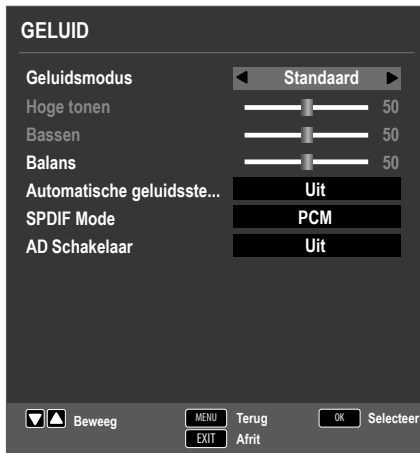 GELUID
Geluidsmodus Standaard
Hoge tonen 50
Bassen 50
Balans 50
Automatische geluidsste... Uit
SPDIF Mode PCM
AD Schakelaar Uit
Beweeg MENU Terug OK Selecteer
EXIT Afrit